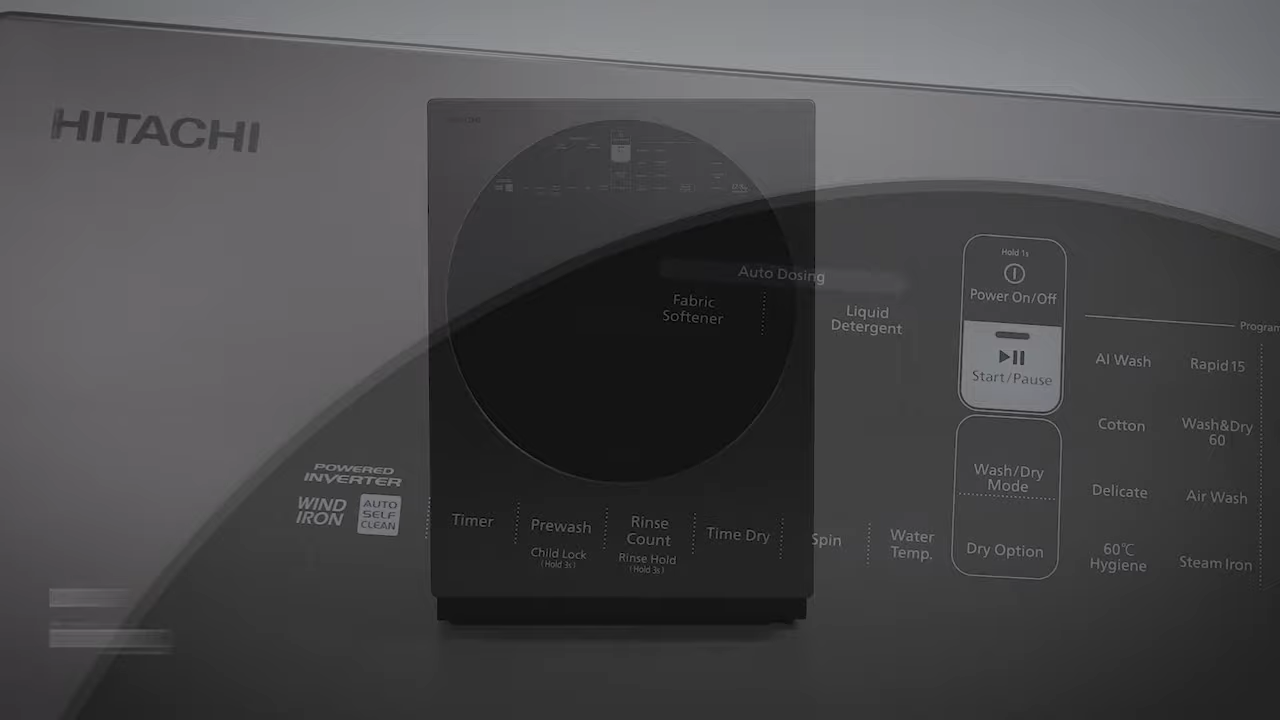 HITACHI
Auto Dosing
Fabric
Softener
Liquid
Detergent
Hold 1s
Power On/Off
Start/Pause
AI Wash
Rapid 15
Cotton
Wash&Dry
60
Wash/Dry
Mode
Delicate
Air Wash
Dry Option
60℃
Hygiene
Steam Iron
POWERED
INVERTER
WIND
IRON
AUTO
SELF
CLEAN
Timer
Prewash
Child Lock
(Hold 3s)
Rinse
Count
Rinse Hold
(Hold 3s)
Time Dry
Spin
Water
Temp.